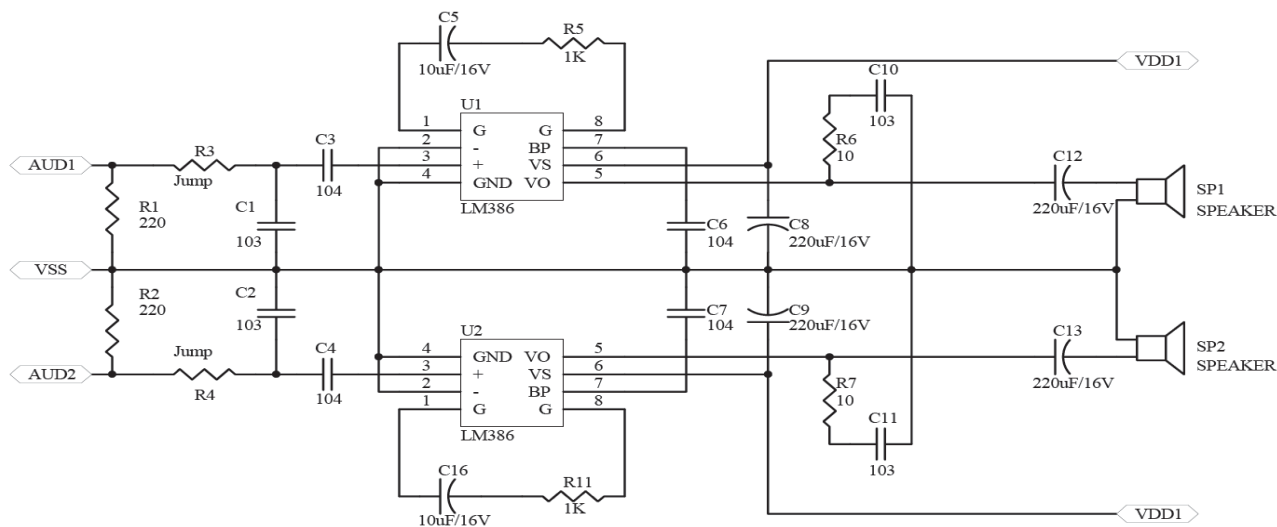 C5
10uF/16V
R5
1K
VDD1
C10
103
U1
1 G G 8
2 - BP 7
3 + VS 6
4 GND VO 5
LM386
AUD1
R3
Jump
C3
104
R6
10
C12
220uF/16V
SP1
SPEAKER
R1
220
C1
103
C6
104
C8
220uF/16V
VSS
R2
220
C2
103
C7
104
C9
220uF/16V
U2
4 GND VO 5
3 + VS 6
2 - BP 7
1 G G 8
LM386
Jump
R4
AUD2
C4
104
C13
220uF/16V
SP2
SPEAKER
R7
10
C11
103
C16
10uF/16V
R11
1K
VDD1